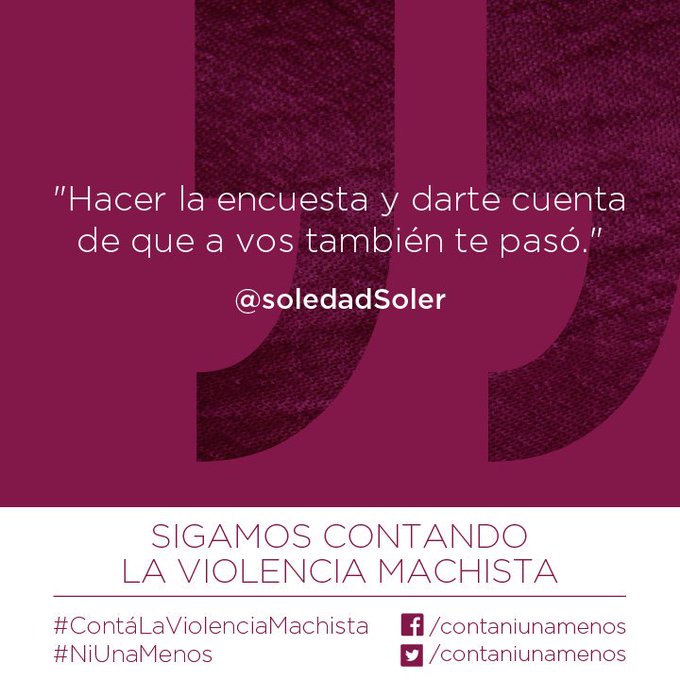 "Hacer la encuesta y darte cuenta
de que a vos también te pasó."
@soledadSoler
SIGAMOS CONTANDO
LA VIOLENCIA MACHISTA
#ContáLaViolenciaMachista
#NiUnaMenos
/contaniunamenos
/contaniunamenos